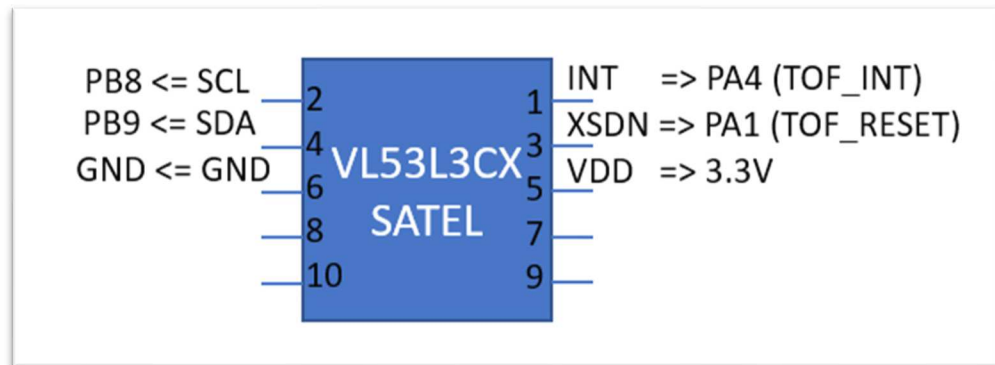 PB8 <= SCL
PB9 <= SDA
GND <= GND
2
4
6
8
10
VL53L3CX
SATEL
1
3
5
7
9
INT => PA4 (TOF_INT)
XSDN => PA1 (TOF_RESET)
VDD => 3.3V